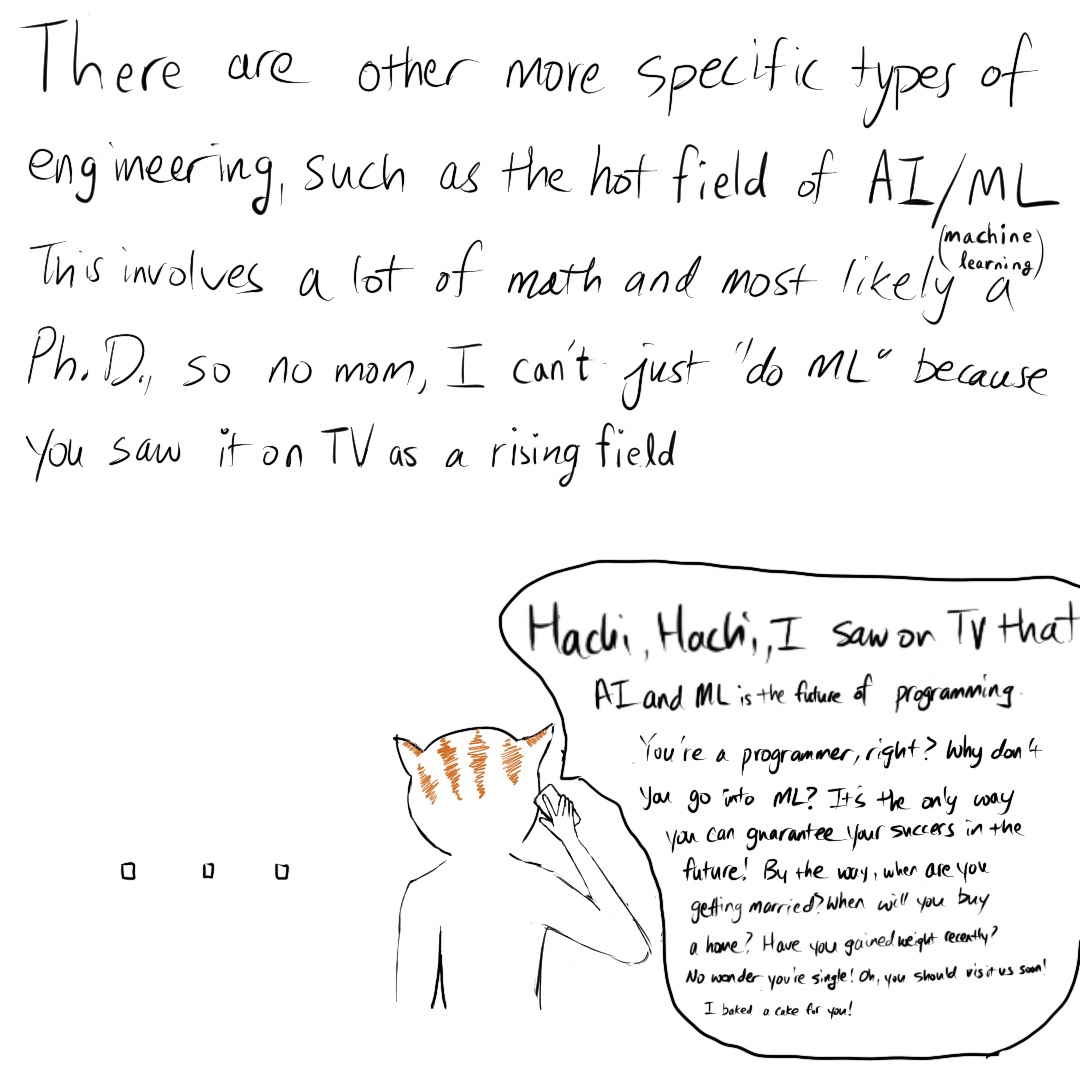 There are other more specific types of
engineering, such as the hot field of AI/ML
(machine
learning)
This involves a lot of math and most likely a
Ph.D., so no mom, I can't just "do ML" because
you saw it on TV as a rising field
Hachi, Hachi, I saw on TV that
AI and ML is the future of programming.
You're a programmer, right? Why don't
you go into ML? It's the only way
you can guarantee your success in the
future! By the way, when are you
getting married? When will you buy
a home? Have you gained weight recently?
No wonder you're single! Oh, you should visit us soon!
I baked a cake for you!